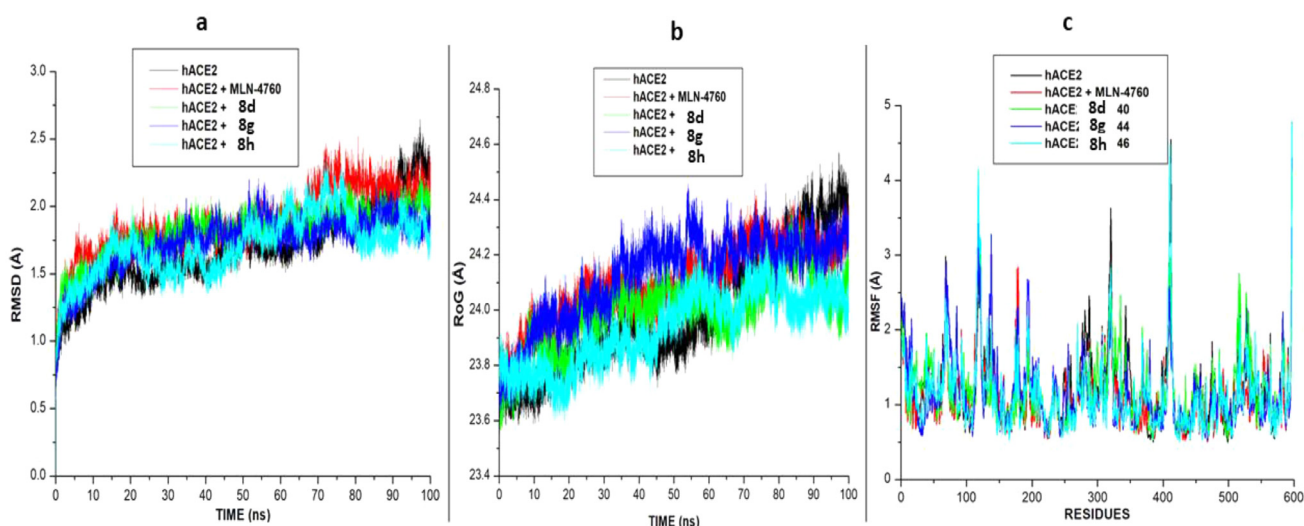 a
hACE2
hACE2 + MLN-4760
hACE2 + 8d
hACE2 + 8g
hACE2 + 8h
3.0
2.5
2.0
1.5
1.0
0.5
0.0
RMSD (Å)
0 10 20 30 40 50 60 70 80 90 100
TIME (ns)
b
hACE2
hACE2 + MLN-4760
hACE2 + 8d
hACE2 + 8g
hACE2 + 8h
24.8
24.6
24.4
24.2
24.0
23.8
23.6
23.4
RoG (Å)
0 10 20 30 40 50 60 70 80 90 100
TIME (ns)
c
hACE2
hACE2 + MLN-4760
hACE: 8d 40
hACE2 8g 44
hACE2 8h 46
5
4
3
2
1
0
RMSF (Å)
0 100 200 300 400 500 600
RESIDUES